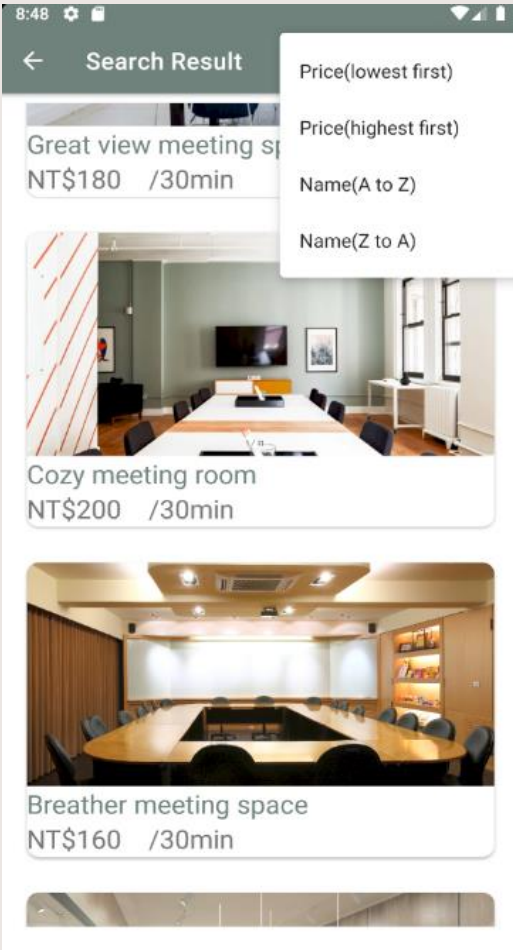 8:48
Search Result
Price(lowest first)
Price(highest first)
Name(A to Z)
Name(Z to A)
Great view meeting
NT$180 /30min
Cozy meeting room
NT$200 /30min
Breather meeting space
NT$160 /30min